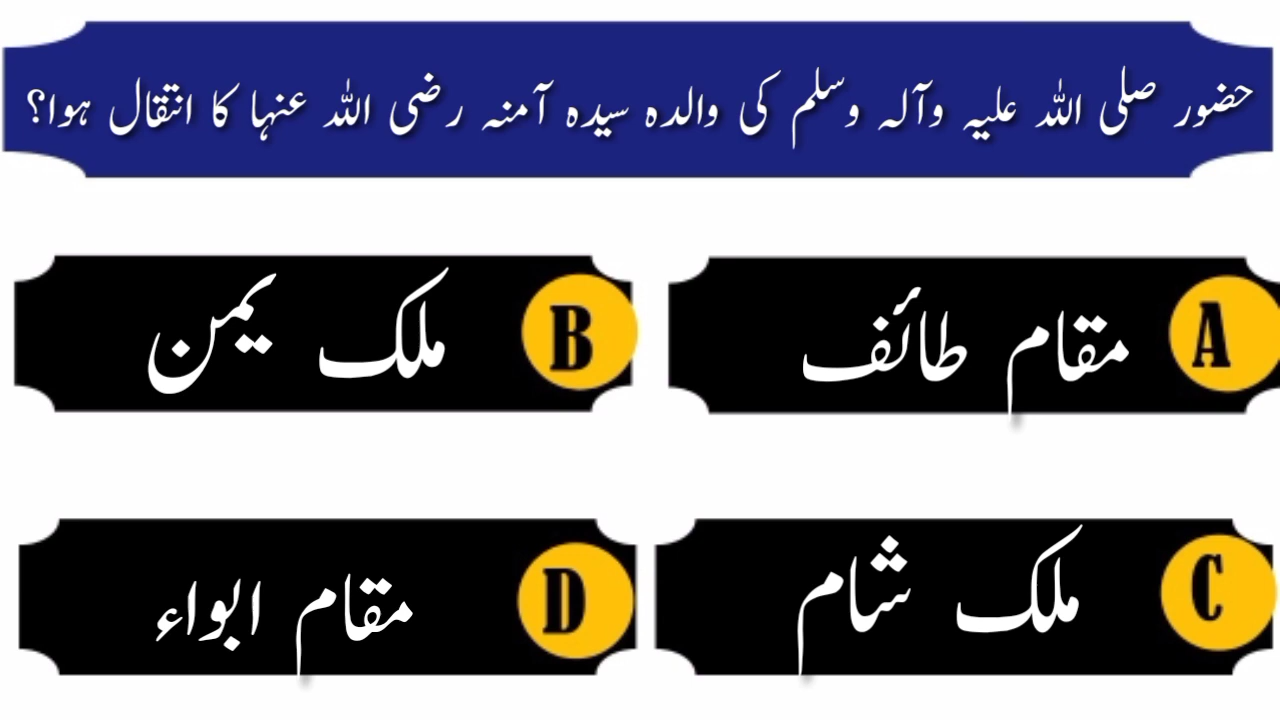 حضور صلی اللہ علیہ وآلہ وسلم کی والدہ سیدہ آمنہ رضی اللہ عنہا کا انتقال ہوا؟
A مقام طائف
B ملک یمن
C ملک شام
D مقام ابواء